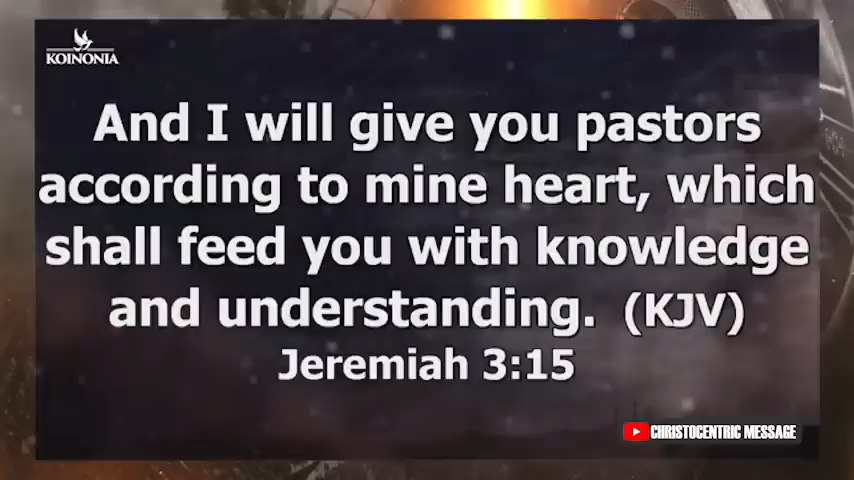 KOINONIA
And I will give you pastors
according to mine heart, which
shall feed you with knowledge
and understanding. (KJV)
Jeremiah 3:15
CHRISTOCENTRIC MESSAGE